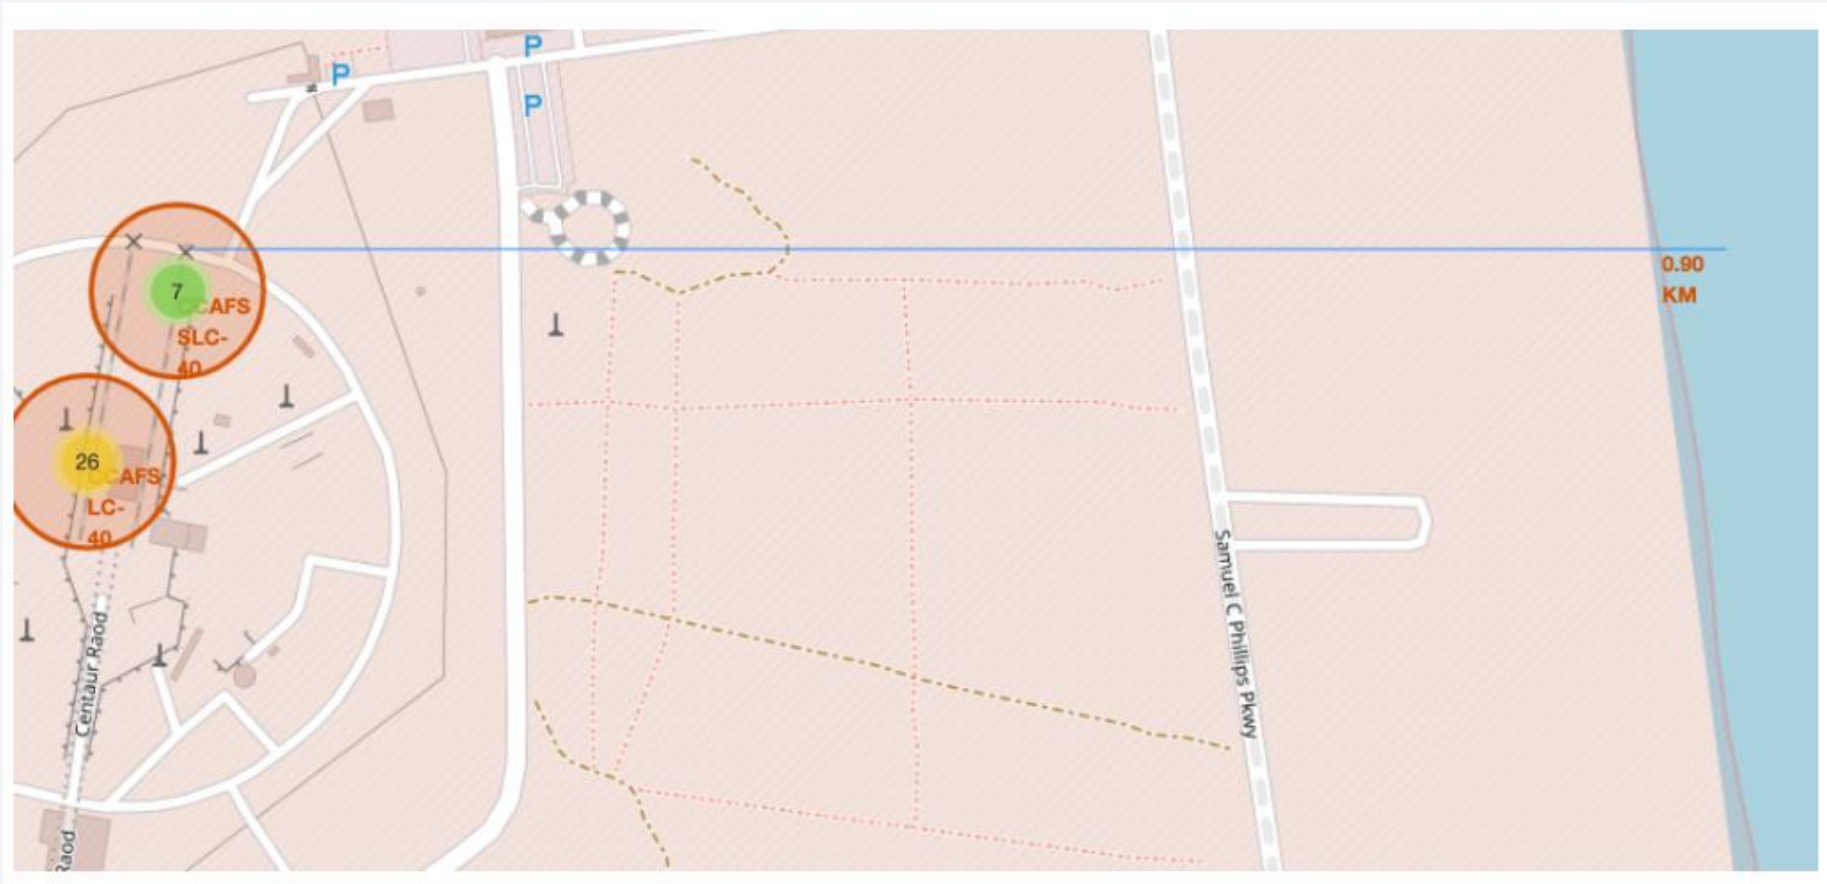 P
P
P
0.90
KM
7
CCAFS
SLC-
40
26
CCAFS
LC-
40
Samuel C Phillips Pkwy
Centaur Raod
Raod